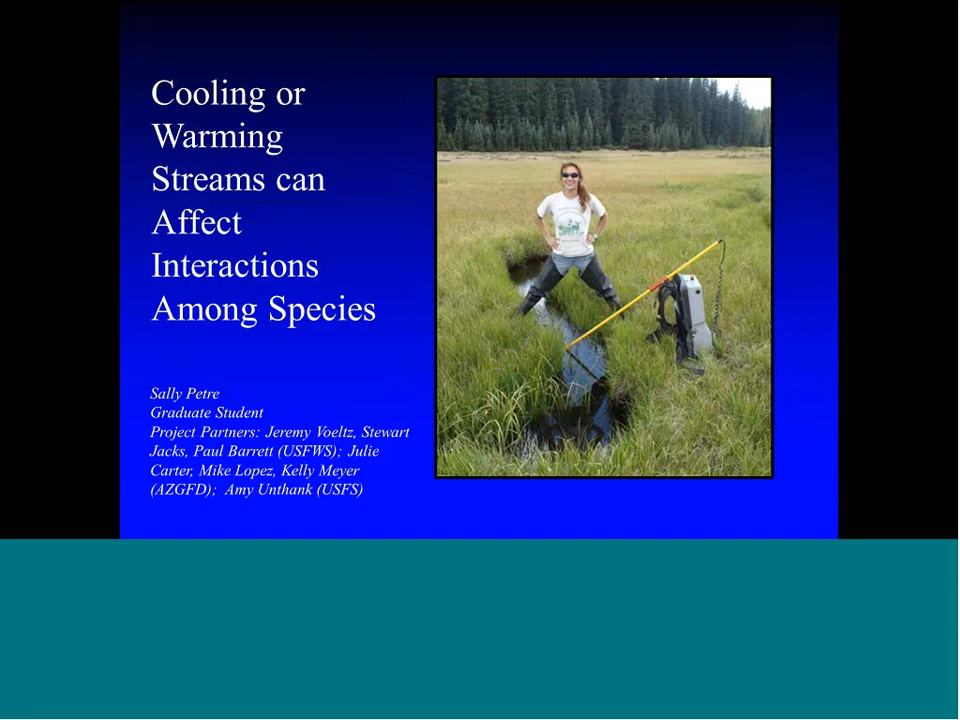 Cooling or
Warming
Streams can
Affect
Interactions
Among Species
Sally Petre
Graduate Student
Project Partners: Jeremy Voeltz, Stewart
Jacks, Paul Barrett (USFWS); Julie
Carter, Mike Lopez, Kelly Meyer
(AZGFD); Amy Unthank (USFS)